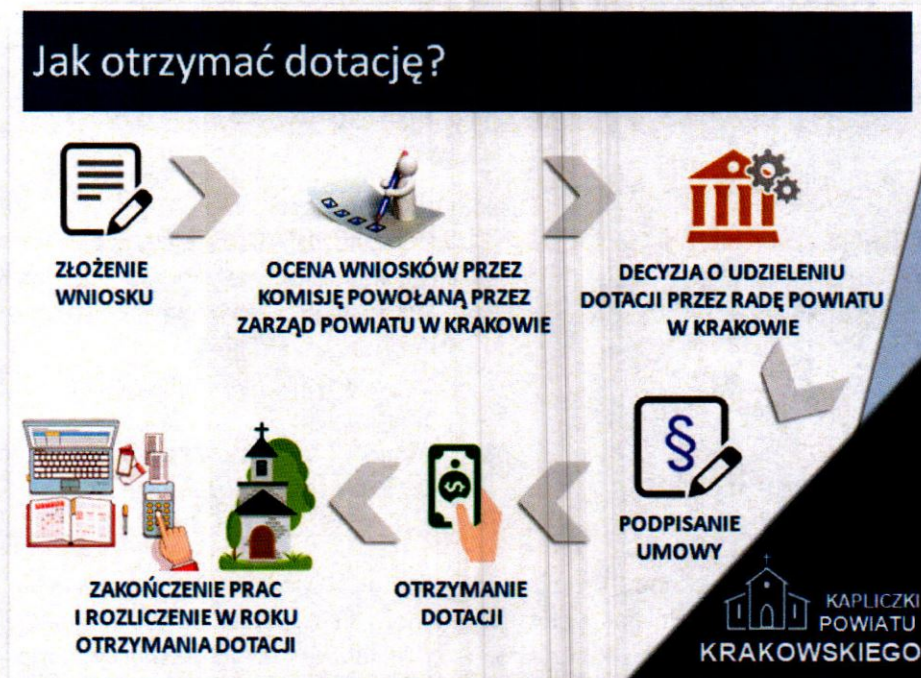 Jak otrzymać dotację?
ZŁOŻENIE
WNIOSKU
OCENA WNIOSKÓW PRZEZ
KOMISJĘ POWOŁANĄ PRZEZ
ZARZĄD POWIATU W KRAKOWIE
DECYZJA O UDZIELENIU
DOTACJI PRZEZ RADĘ POWIATU
W KRAKOWIE
§
PODPISANIE
UMOWY
OTRZYMANIE
DOTACJI
ZAKOŃCZENIE PRAC
I ROZLICZENIE W ROKU
OTRZYMANIA DOTACJI
KAPLICZKI
POWIATU
KRAKOWSKIEGO